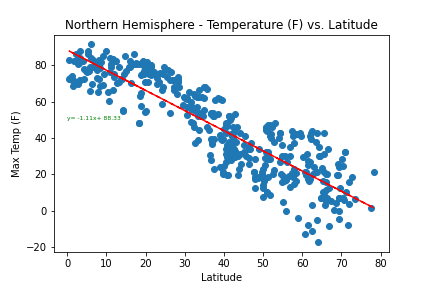 Northern Hemisphere - Temperature (F) vs. Latitude
Max Temp (F)
80
60
40
20
0
−20
y= -1.11x+ 88.33
0 10 20 30 40 50 60 70 80
Latitude